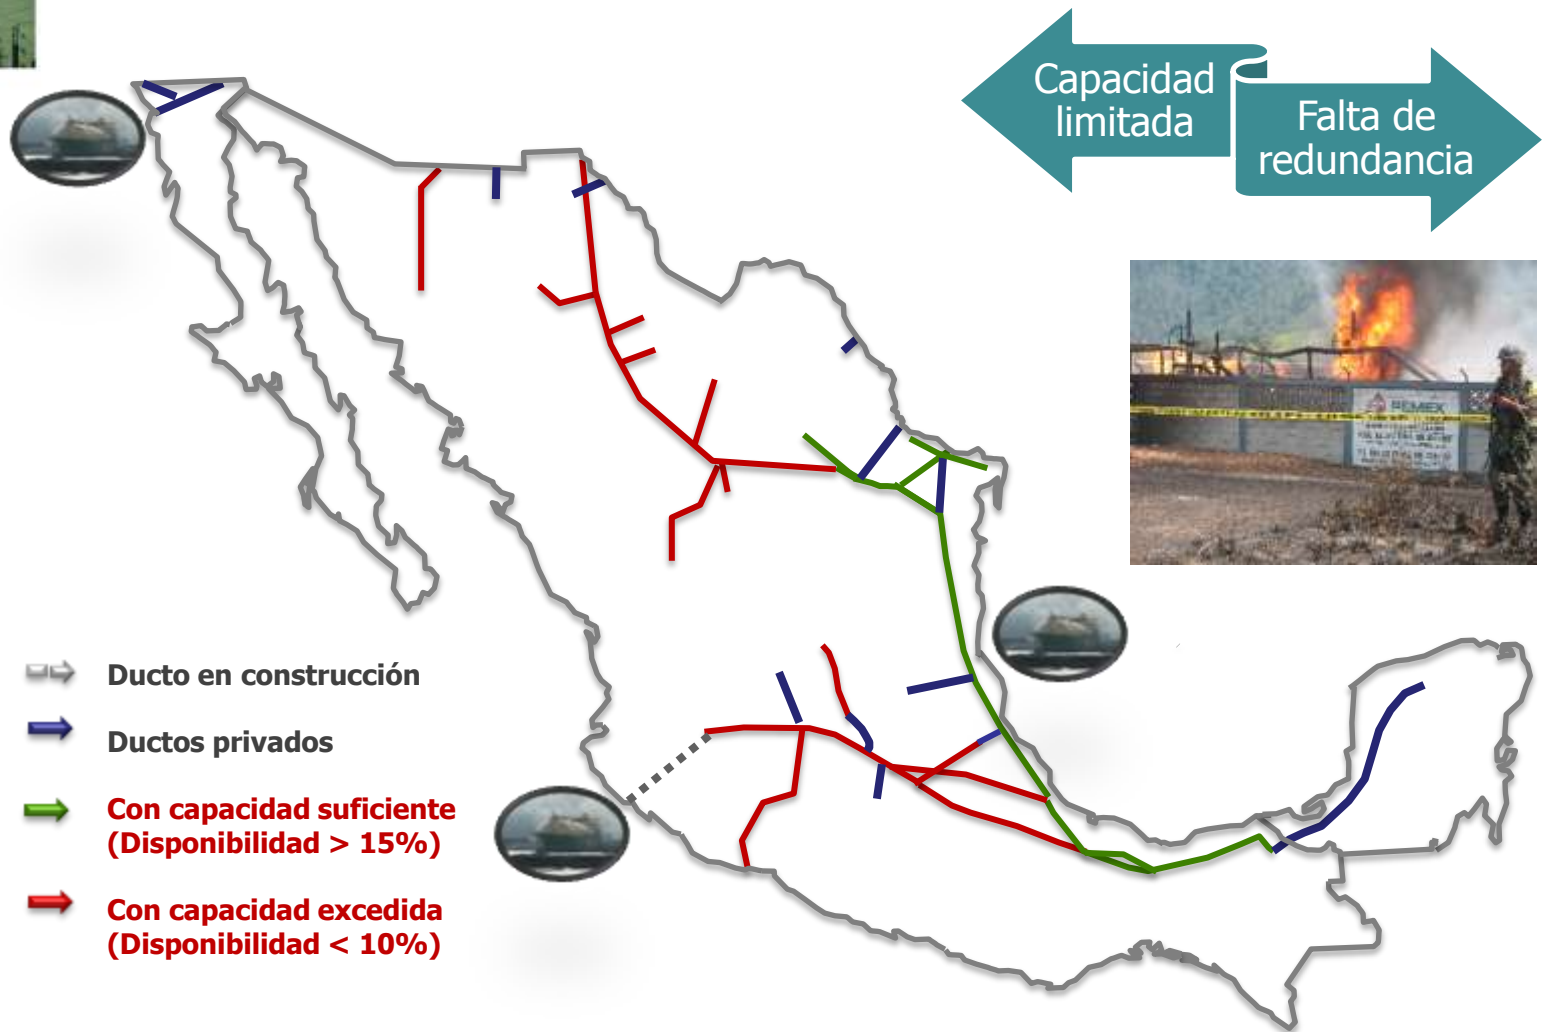 Capacidad
limitada
Falta de
redundancia
PEMEX
Ducto en construcción
Ductos privados
Con capacidad suficiente
(Disponibilidad > 15%)
Con capacidad excedida
(Disponibilidad < 10%)